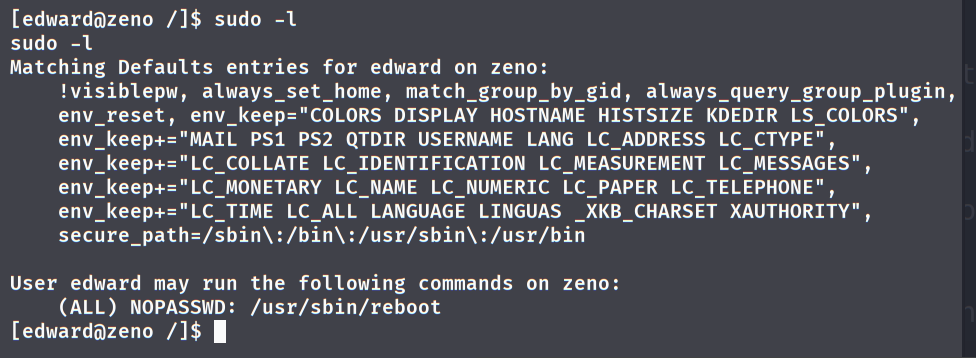 [edward@zeno /]$ sudo -l
sudo -l
Matching Defaults entries for edward on zeno:
    !visiblepw, always_set_home, match_group_by_gid, always_query_group_plugin,
    env_reset, env_keep="COLORS DISPLAY HOSTNAME HISTSIZE KDEDIR LS_COLORS",
    env_keep+="MAIL PS1 PS2 QTDIR USERNAME LANG LC_ADDRESS LC_CTYPE",
    env_keep+="LC_COLLATE LC_IDENTIFICATION LC_MEASUREMENT LC_MESSAGES",
    env_keep+="LC_MONETARY LC_NAME LC_NUMERIC LC_PAPER LC_TELEPHONE",
    env_keep+="LC_TIME LC_ALL LANGUAGE LINGUAS _XKB_CHARSET XAUTHORITY",
    secure_path=/sbin\:/bin\:/usr/sbin\:/usr/bin

User edward may run the following commands on zeno:
    (ALL) NOPASSWD: /usr/sbin/reboot
[edward@zeno /]$